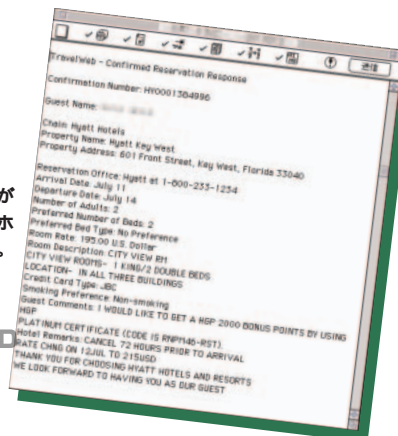 送信
TravelWeb - Confirmed Reservation Response
Confirmation Number: HY0001304996
Guest Name:
Chain: Hyatt Hotels
Property Name: Hyatt Key West
Property Address: 601 Front Street, Key West, Florida 33040
Reservation Office: Hyatt at 1-800-233-1234
Arrival Date: July 11
Departure Date: July 14
Number of Adults: 2
Preferred Number of Beds: 2
Preferred Bed Type: No Preference
Room Rate: 195.00 U.S. Dollar
Room Description: CITY VIEW RM
CITY VIEW ROOMS- 1 KING/2 DOUBLE BEDS
LOCATION- IN ALL THREE BUILDINGS
Credit Card Type: JBC
Smoking Preference: Non-smoking
Guest Comments: I WOULD LIKE TO GET A HGP 2000 BONUS POINTS BY USING
HGP
PLATINUM CERTIFICATE (CODE IS RNPM46-RST).
Hotel Remarks: CANCEL 72 HOURS PRIOR TO ARRIVAL
RATE CHNG ON 12JUL TO 215USD
THANK YOU FOR CHOOSING HYATT HOTELS AND RESORTS
WE LOOK FORWARD TO HAVING YOU AS OUR GUEST
が
ホ
。
D